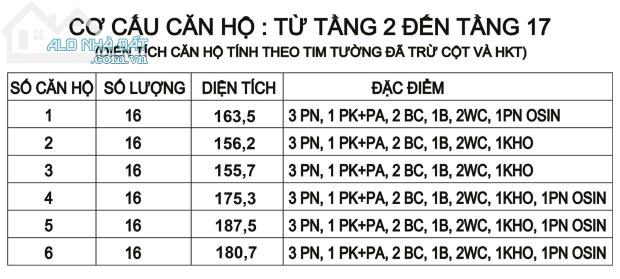 CƠ CẤU CĂN HỘ : TỪ TẦNG 2 ĐẾN TẦNG 17
ALO NHÀ ĐẤT
.com.vn
(DIỆN TÍCH CĂN HỘ TÍNH THEO TIM TƯỜNG ĐÃ TRỪ CỘT VÀ HKT)
SỐ CĂN HỘ SỐ LƯỢNG DIỆN TÍCH ĐẶC ĐIỂM
1 16 163,5 3 PN, 1 PK+PA, 2 BC, 1B, 2WC, 1PN OSIN
2 16 156,2 3 PN, 1 PK+PA, 2 BC, 1B, 2WC, 1KHO
3 16 155,7 3 PN, 1 PK+PA, 2 BC, 1B, 2WC, 1KHO
4 16 175,3 3 PN, 1 PK+PA, 2 BC, 1B, 2WC, 1KHO, 1PN OSIN
5 16 187,5 3 PN, 1 PK+PA, 2 BC, 1B, 2WC, 1KHO, 1PN OSIN
6 16 180,7 3 PN, 1 PK+PA, 2 BC, 1B, 2WC, 1KHO, 1PN OSIN